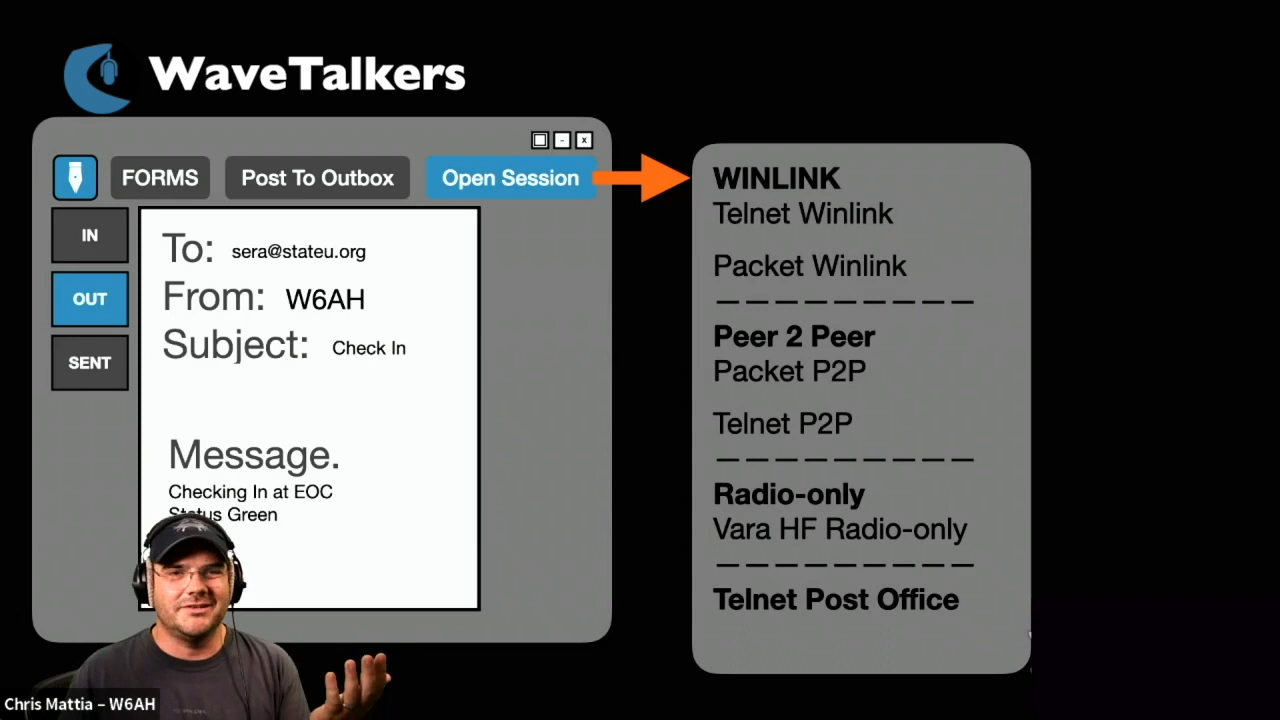 WaveTalkers
- x
FORMS Post To Outbox Open Session
IN
OUT
SENT
To: sera@stateu.org
From: W6AH
Subject: Check In
Message.
Checking In at EOC
Status Green
WINLINK
Telnet Winlink
Packet Winlink
Peer 2 Peer
Packet P2P
Telnet P2P
Radio-only
Vara HF Radio-only
Telnet Post Office
Chris Mattia – W6AH